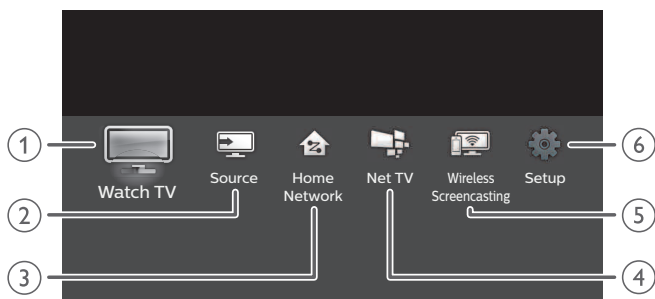 1
Watch TV
2
Source
3
Home
Network
Net TV
4
Wireless
Screencasting
5
Setup
6